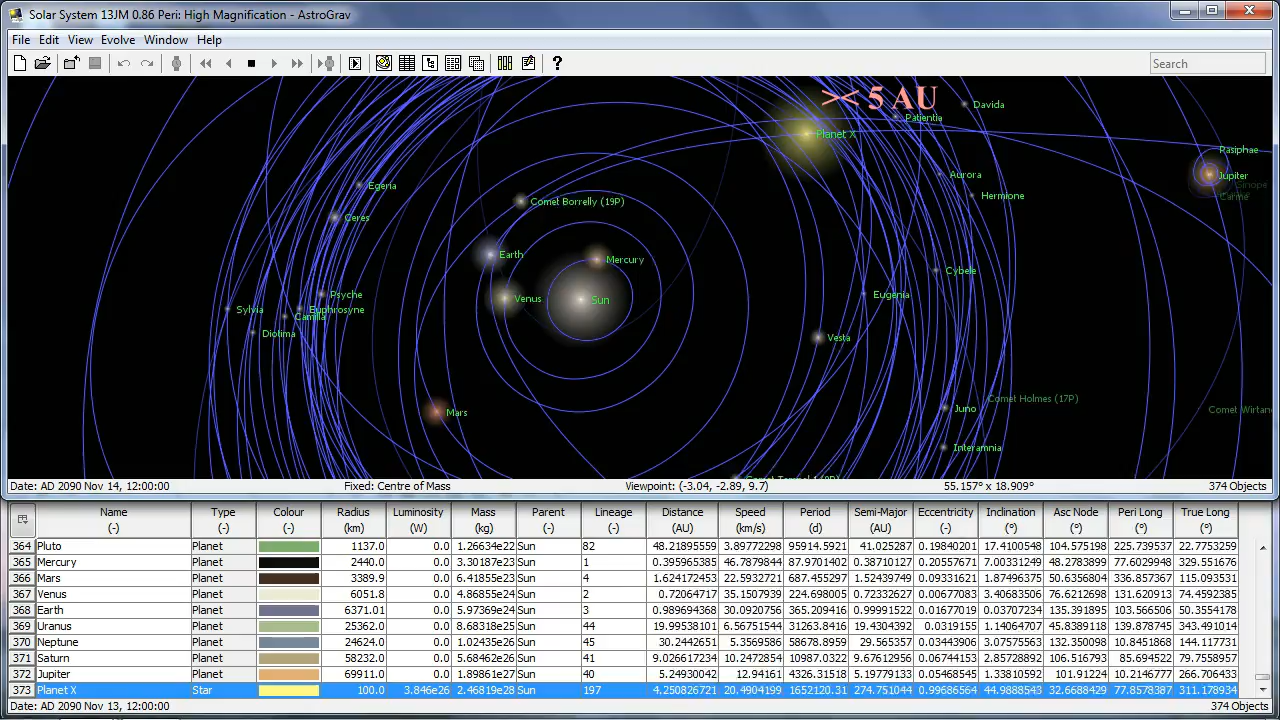 Solar System 13JM 0.86 Peri: High Magnification - AstroGrav
File Edit View Evolve Window Help
Search
5 AU
Davida
Patientia
Planet X
Pasiphae
Aurora
Jupiter
Egeria
Hermione
Carme
Comet Borrelly (19P)
Ceres
Earth
Mercury
Cybele
Psyche
Venus
Sun
Eugenia
Sylvia
Euphrosyne
Camilla
Diotima
Vesta
Comet Holmes (17P)
Mars
Juno
Comet Wirtane
Interamnia
Date: AD 2090 Nov 14, 12:00:00 Fixed: Centre of Mass Viewpoint: (-3.04, -2.89, 9.7) 55.157° x 18.909° 374 Objects
Name Type Colour Radius Luminosity Mass Parent Lineage Distance Speed Period Semi-Major Eccentricity Inclination Asc Node Peri Long True Long
(-) (-) (-) (km) (W) (kg) (-) (-) (AU) (km/s) (d) (AU) (-) (°) (°) (°) (°)
364 Pluto Planet 1137.0 0.0 1.26634e22 Sun 82 48.21895559 3.89772298 95914.5921 41.025287 0.19840201 17.4100548 104.575198 225.739537 22.7753259
365 Mercury Planet 2440.0 0.0 3.30187e23 Sun 1 0.395965385 46.7879844 87.9701402 0.38710127 0.20557671 7.00301249 48.2783899 77.6029948 329.551676
366 Mars Planet 3389.9 0.0 6.41855e23 Sun 4 1.624172453 22.5932721 687.455297 1.52439749 0.09331621 1.87496375 50.6356804 336.857367 115.093531
367 Venus Planet 6051.8 0.0 4.86855e24 Sun 2 0.72064717 35.1507939 224.698005 0.72332627 0.00677083 3.40603506 76.6212698 131.620913 74.4592385
368 Earth Planet 6371.01 0.0 5.97369e24 Sun 3 0.989694368 30.0620756 365.209416 0.99991522 0.01677019 0.03767234 135.391895 103.566506 50.3554178
369 Uranus Planet 25362.0 0.0 8.68318e25 Sun 44 19.99538104 6.56751544 31263.8416 19.4304392 0.0319155 1.14064707 45.8389118 139.878745 343.491014
370 Neptune Planet 24624.0 0.0 1.02435e26 Sun 45 30.2442651 5.3569586 58678.8959 29.565357 0.03443906 3.07575563 132.350098 10.8451868 144.117731
371 Saturn Planet 58232.0 0.0 5.68462e26 Sun 41 9.026617234 10.2472854 10987.0322 9.67612956 0.06744153 2.85728992 106.516793 85.694522 79.7558957
372 Jupiter Planet 69911.0 0.0 1.89861e27 Sun 40 5.24930042 12.94161 4326.31518 5.19779133 0.05468545 1.33810592 101.91224 10.2146777 266.706433
373 Planet X Star 100.0 3.846e26 2.46819e28 Sun 197 4.250826721 20.4904199 1652120.31 274.751044 0.99686564 44.9888543 32.6688429 77.8578387 311.178934
Date: AD 2090 Nov 13, 12:00:00 374 Objects